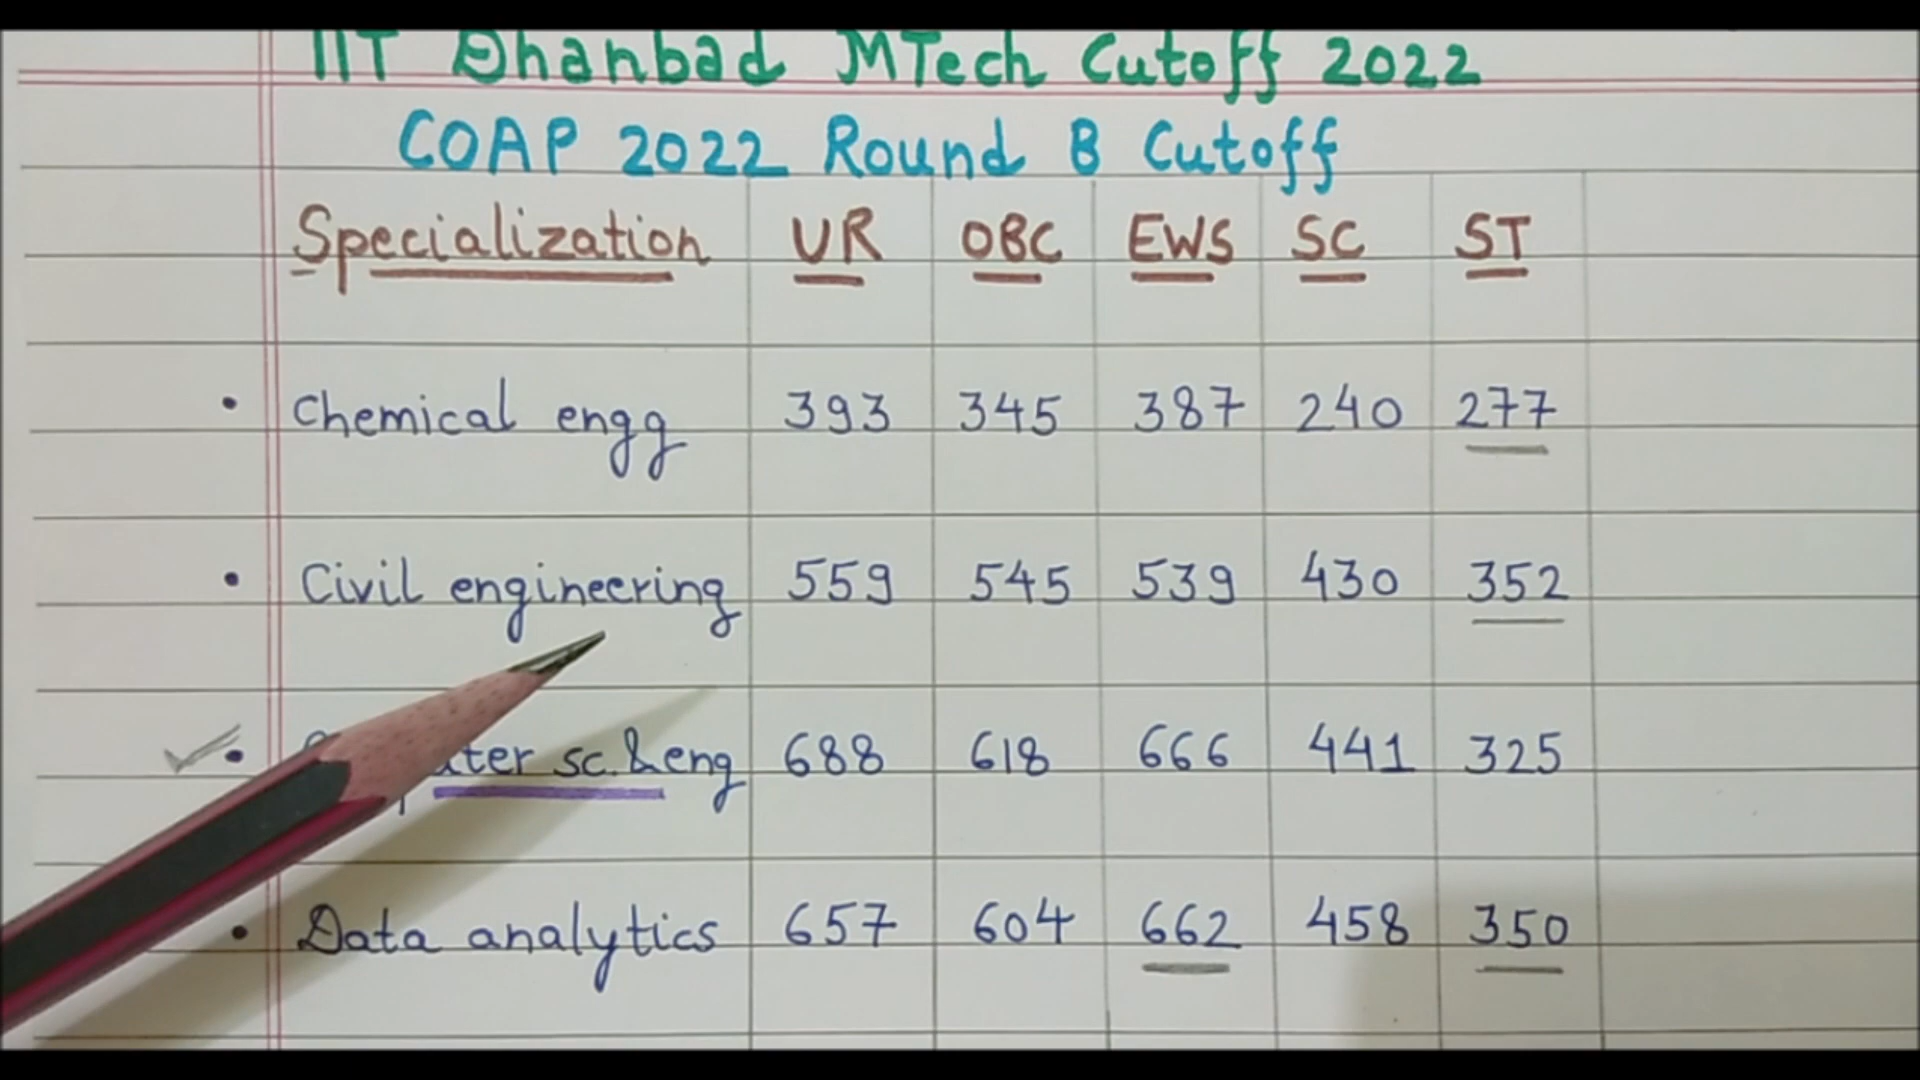 IIT Dhanbad MTech Cutoff 2022
COAP 2022 Round B Cutoff
Specialization UR OBC EWS SC ST
• Chemical engg 393 345 387 240 277
• Civil engineering 559 545 539 430 352
• sc. & eng 688 618 666 441 325
• Data analytics 657 604 662 458 350